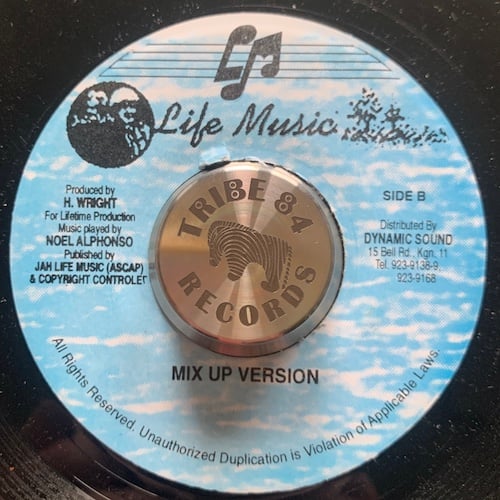 Life Music
Produced by
H. WRIGHT
For Lifetime Production
Music played by
NOEL ALPHONSO
Published by
JAH LIFE MUSIC (ASCAP)
& COPYRIGHT CONTROLED
SIDE B
Distributed By
DYNAMIC SOUND
15 Bell Rd., Kgn. 11
Tel. 923-9138-9,
923-9168
TRIBE 84
RECORDS
MIX UP VERSION
All Rights Reserved. Unauthorized Duplication is Violation of Applicable Laws.